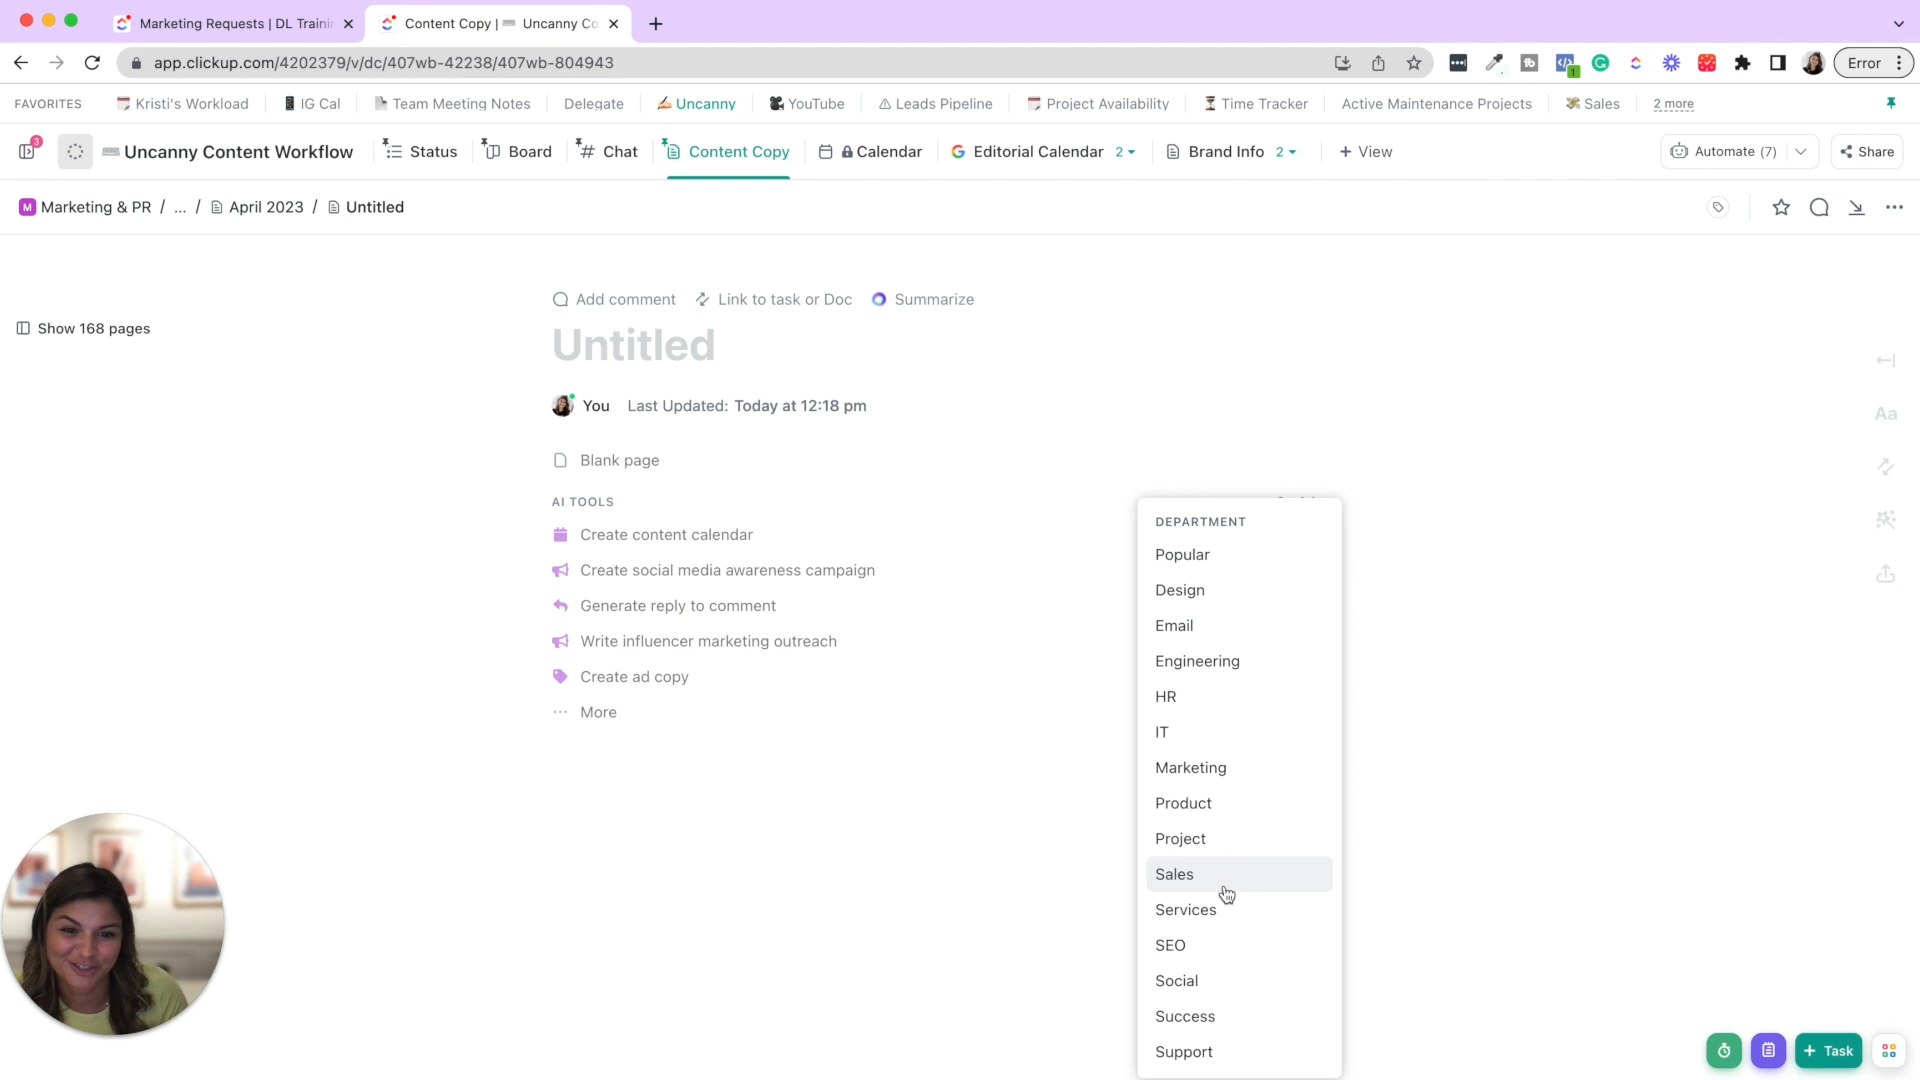 Marketing Requests | DL Traini
Content Copy | Uncanny Co
app.clickup.com/4202379/v/dc/407wb-42238/407wb-804943
Error
FAVORITES
Kristi's Workload
IG Cal
Team Meeting Notes
Delegate
Uncanny
YouTube
Leads Pipeline
Project Availability
Time Tracker
Active Maintenance Projects
Sales
2 more
3
Uncanny Content Workflow
Status
Board
Chat
Content Copy
Calendar
Editorial Calendar 2
Brand Info 2
+ View
Automate (7)
Share
M Marketing & PR / ... / April 2023 / Untitled
Add comment
Link to task or Doc
Summarize
Show 168 pages
Untitled
You Last Updated: Today at 12:18 pm
Aa
Blank page
AI TOOLS
Create content calendar
Create social media awareness campaign
Generate reply to comment
Write influencer marketing outreach
Create ad copy
More
DEPARTMENT
Popular
Design
Email
Engineering
HR
IT
Marketing
Product
Project
Sales
Services
SEO
Social
Success
Support
+ Task